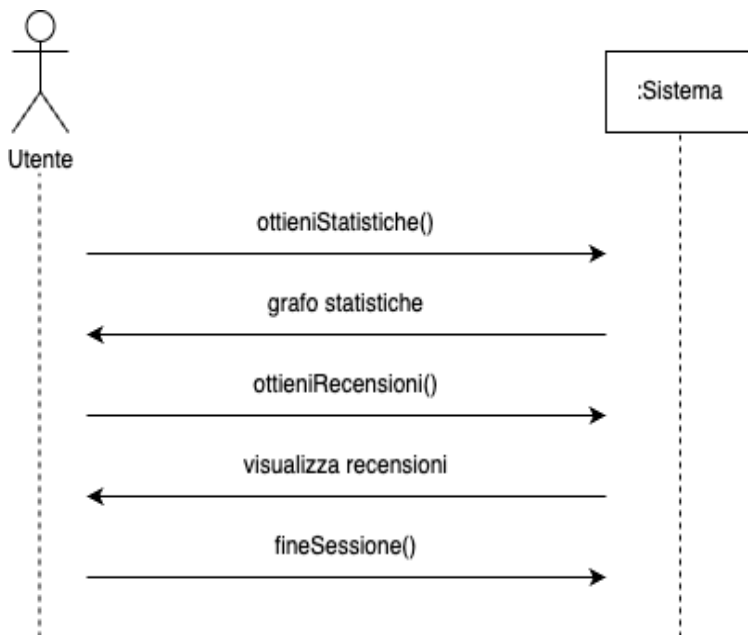 :Sistema
Utente
ottieniStatistiche()
grafo statistiche
ottieniRecensioni()
visualizza recensioni
fineSessione()